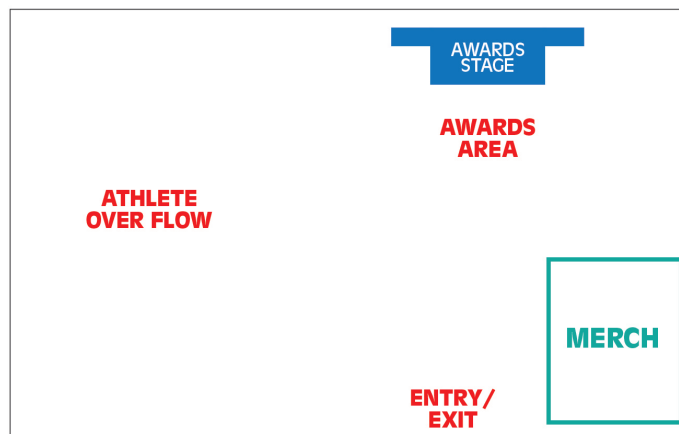 AWARDS
STAGE
AWARDS
AREA
ATHLETE
OVER FLOW
MERCH
ENTRY/
EXIT